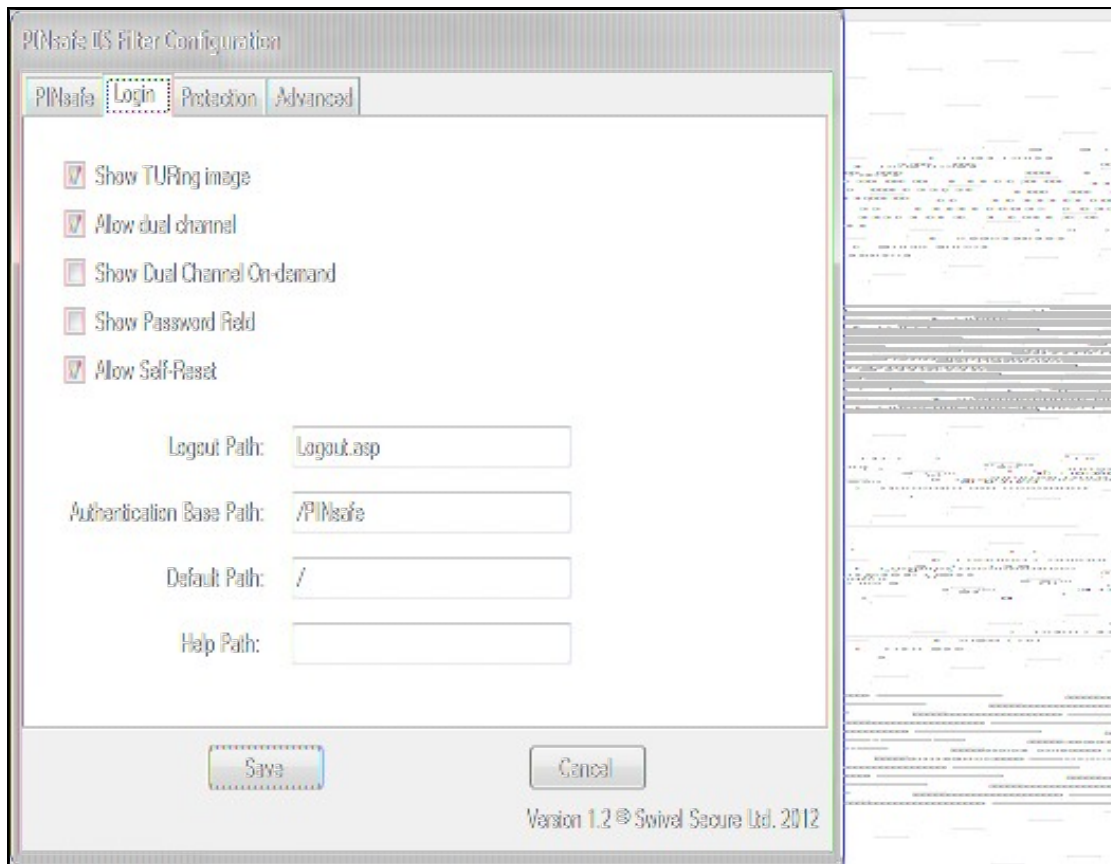 PINsafe IIS Filter Configuration
PINsafe Login Protection Advanced
Show TURing image
Allow dual channel
Show Dual Channel On-demand
Show Password Field
Allow Self-Reset
Logout Path: Logout.asp
Authentication Base Path: /PINsafe
Default Path: /
Help Path:
Save Cancel
Version 1.2 © Swivel Secure Ltd. 2012